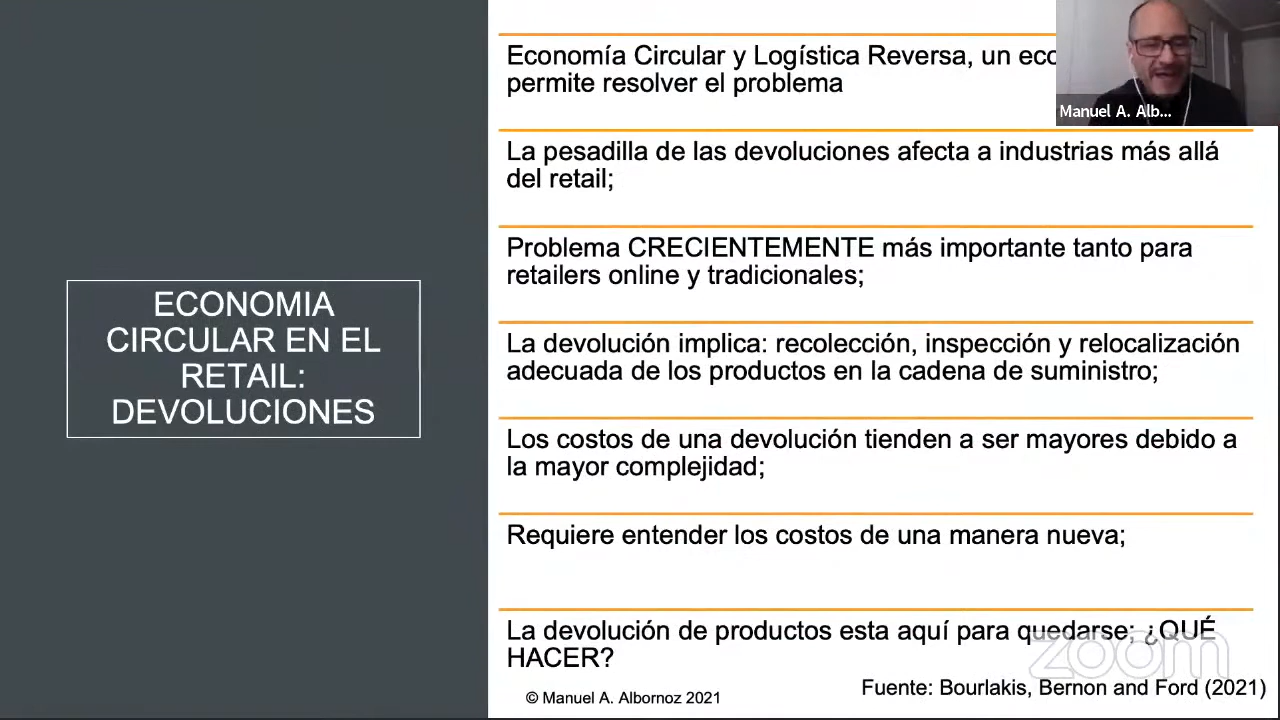 ECONOMIA
CIRCULAR EN EL
RETAIL:
DEVOLUCIONES
Economía Circular y Logística Reversa, un
permite resolver el problema
Manuel A. Alb...
La pesadilla de las devoluciones afecta a industrias más allá
del retail;
Problema CRECIENTEMENTE más importante tanto para
retailers online y tradicionales;
La devolución implica: recolección, inspección y relocalización
adecuada de los productos en la cadena de suministro;
Los costos de una devolución tienden a ser mayores debido a
la mayor complejidad;
Requiere entender los costos de una manera nueva;
La devolución de productos esta aquí para quedarse; ¿QUÉ
HACER?
zoom
© Manuel A. Albornoz 2021
Fuente: Bourlakis, Bernon and Ford (2021)